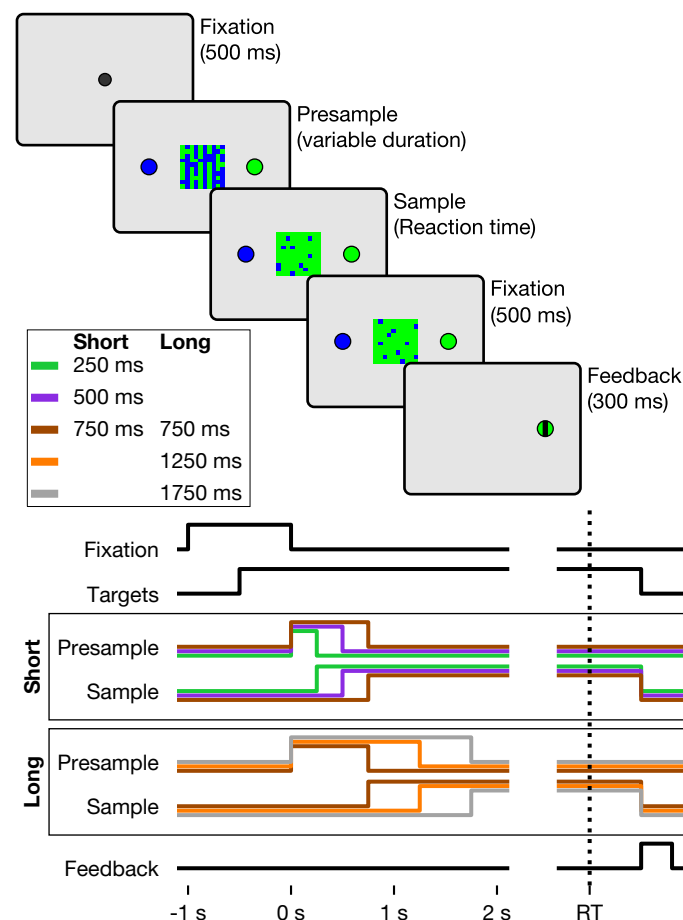 Fixation
(500 ms)
Presample
(variable duration)
Sample
(Reaction time)
Fixation
(500 ms)
Feedback
(300 ms)
Short Long
250 ms
500 ms
750 ms 750 ms
1250 ms
1750 ms
Fixation
Targets
Short
Presample
Sample
Long
Presample
Sample
Feedback
-1 s 0 s 1 s 2 s RT